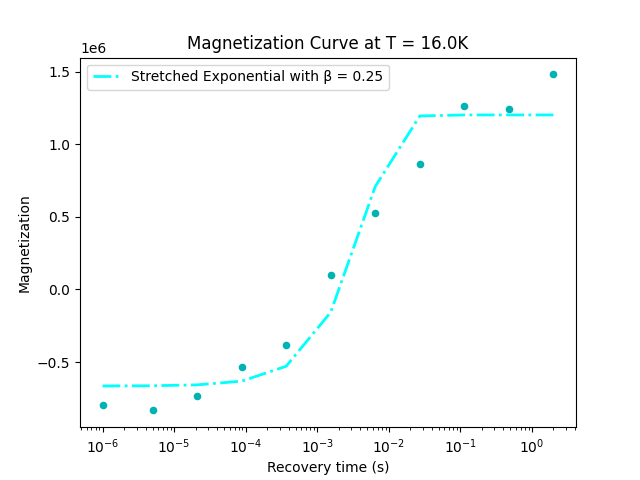 Magnetization Curve at T = 16.0K
1e6
Stretched Exponential with β = 0.25
1.5
1.0
0.5
0.0
−0.5
Magnetization
10⁻⁶ 10⁻⁵ 10⁻⁴ 10⁻³ 10⁻² 10⁻¹ 10⁰
Recovery time (s)